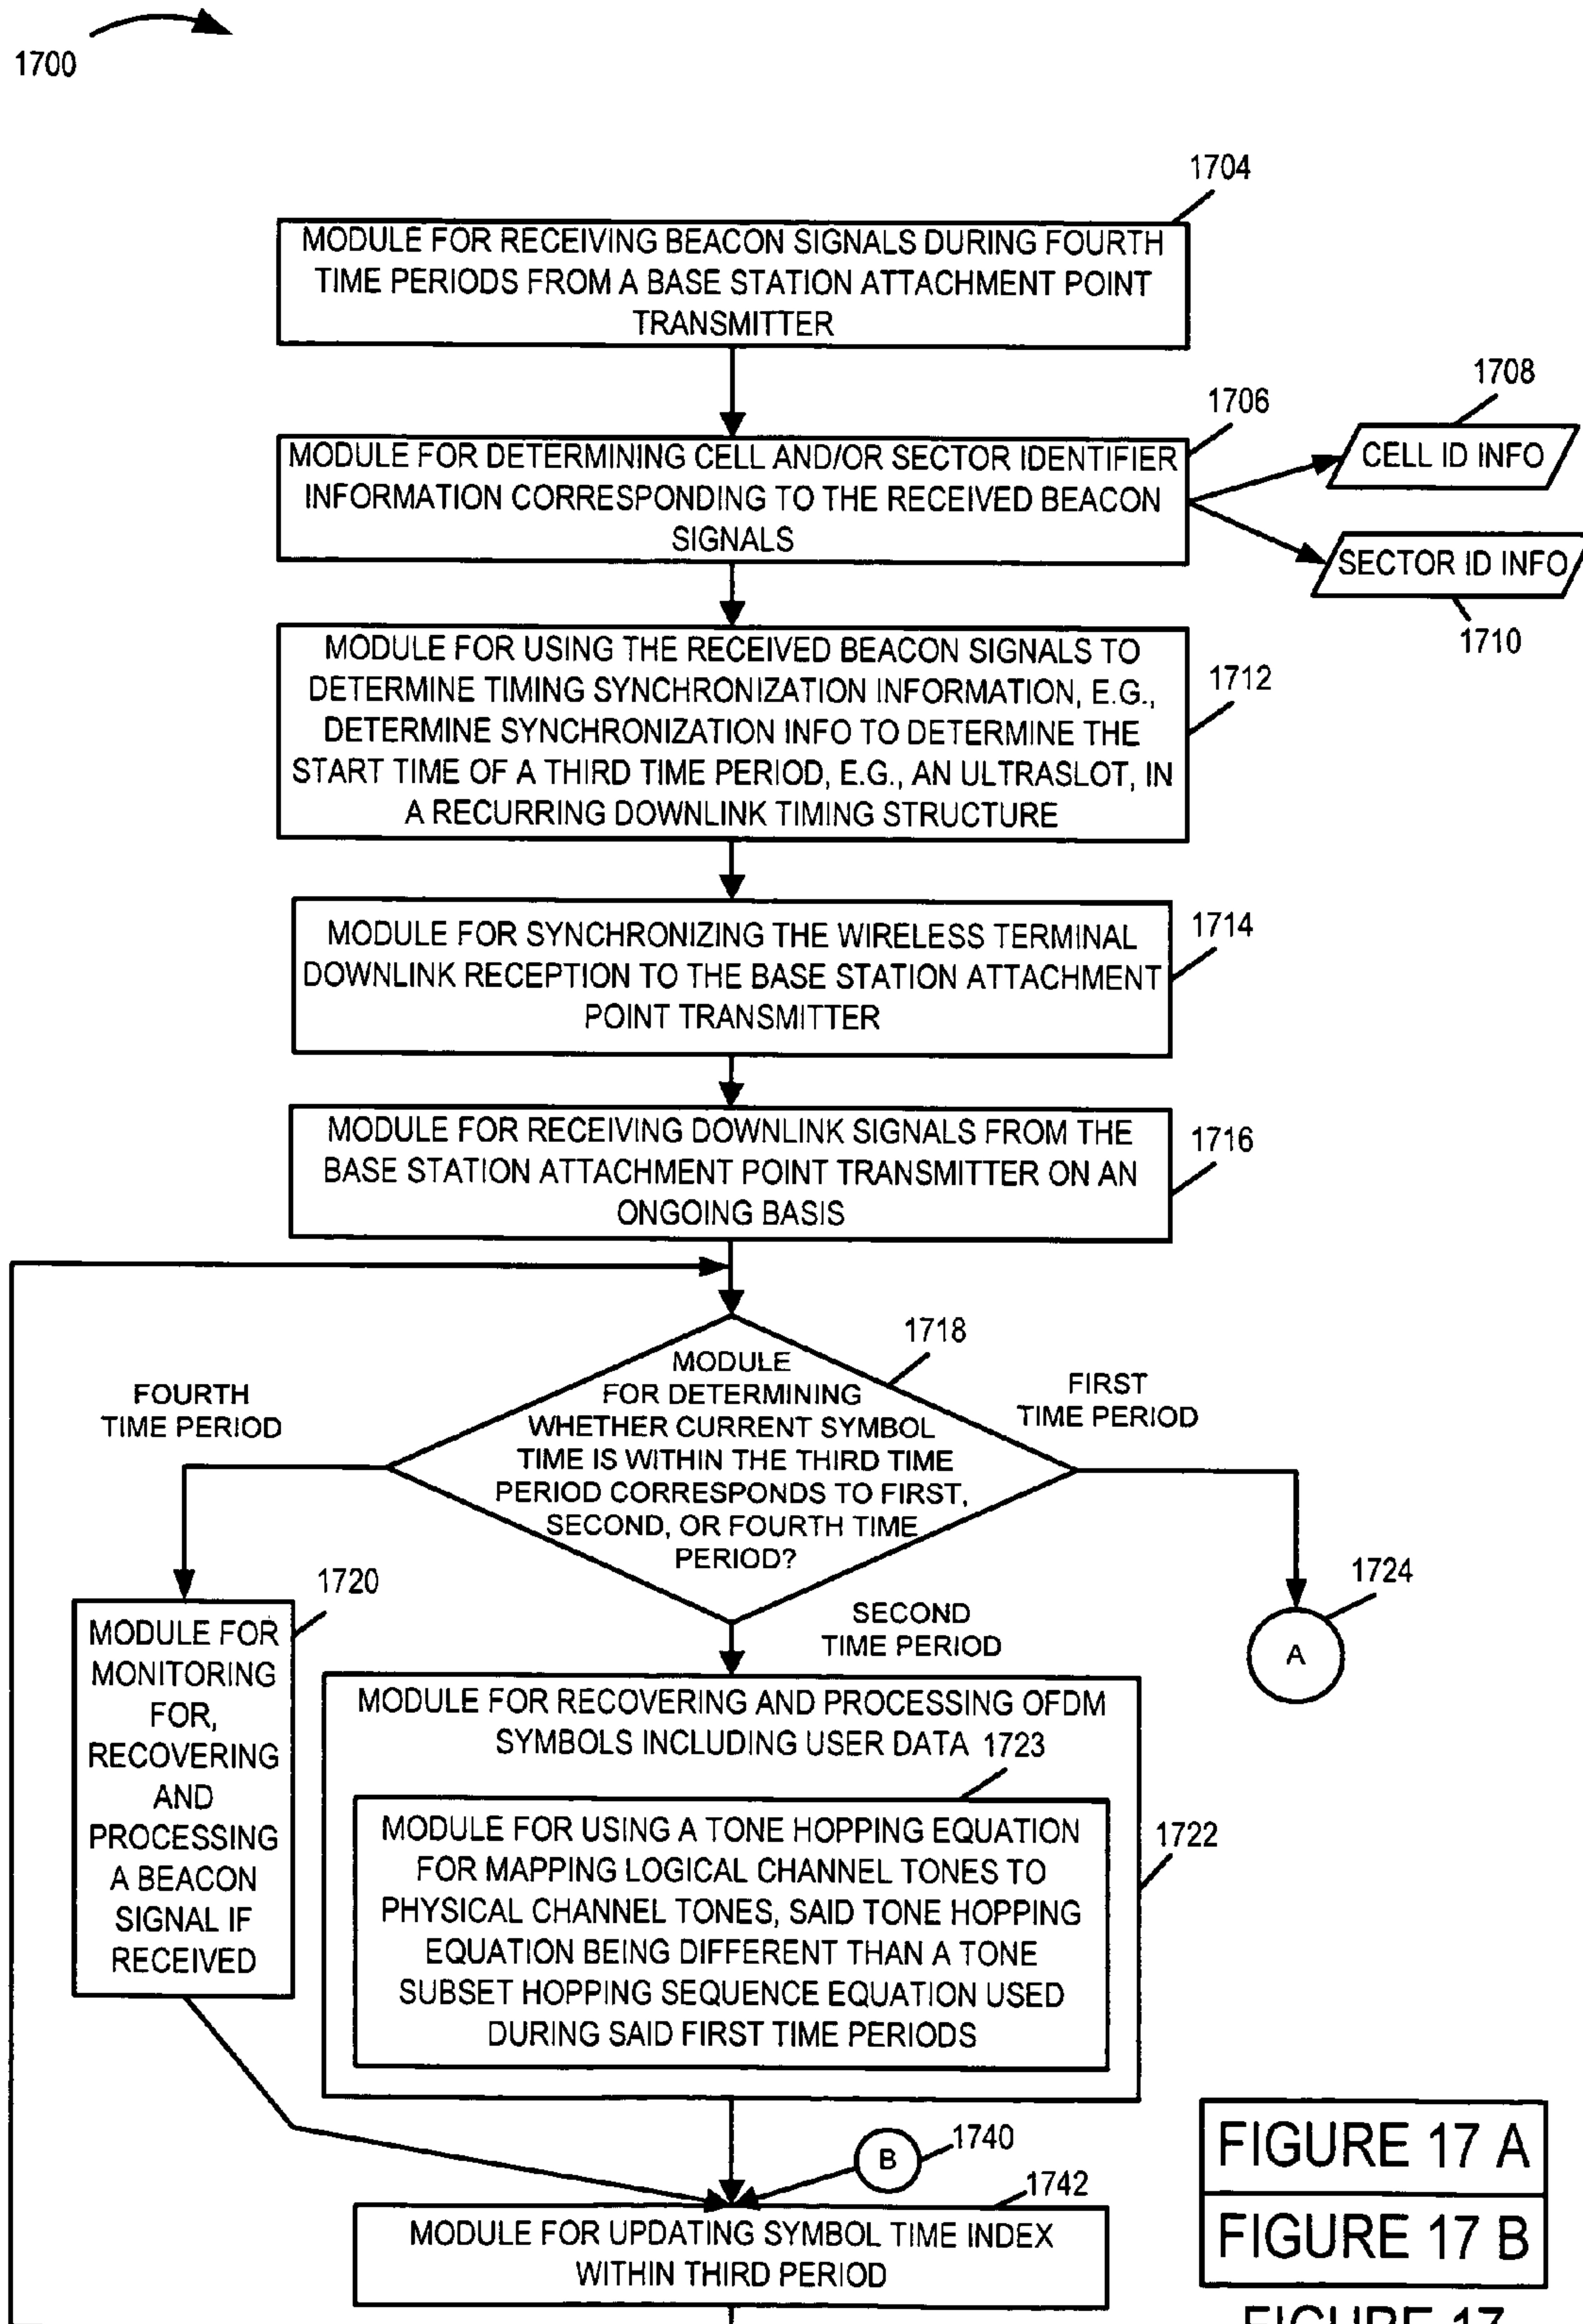 1700
1704
MODULE FOR RECEIVING BEACON SIGNALS DURING FOURTH
TIME PERIODS FROM A BASE STATION ATTACHMENT POINT
TRANSMITTER
1706
1708
MODULE FOR DETERMINING CELL AND/OR SECTOR IDENTIFIER
INFORMATION CORRESPONDING TO THE RECEIVED BEACON
SIGNALS
CELL ID INFO
SECTOR ID INFO
1710
MODULE FOR USING THE RECEIVED BEACON SIGNALS TO
DETERMINE TIMING SYNCHRONIZATION INFORMATION, E.G.,
DETERMINE SYNCHRONIZATION INFO TO DETERMINE THE
START TIME OF A THIRD TIME PERIOD, E.G., AN ULTRASLOT, IN
A RECURRING DOWNLINK TIMING STRUCTURE
1712
MODULE FOR SYNCHRONIZING THE WIRELESS TERMINAL
DOWNLINK RECEPTION TO THE BASE STATION ATTACHMENT
POINT TRANSMITTER
1714
MODULE FOR RECEIVING DOWNLINK SIGNALS FROM THE
BASE STATION ATTACHMENT POINT TRANSMITTER ON AN
ONGOING BASIS
1716
1718
MODULE
FOR DETERMINING
WHETHER CURRENT SYMBOL
TIME IS WITHIN THE THIRD TIME
PERIOD CORRESPONDS TO FIRST,
SECOND, OR FOURTH TIME
PERIOD?
FOURTH
TIME PERIOD
FIRST
TIME PERIOD
SECOND
TIME PERIOD
1720
MODULE FOR
MONITORING
FOR,
RECOVERING
AND
PROCESSING
A BEACON
SIGNAL IF
RECEIVED
1724
A
MODULE FOR RECOVERING AND PROCESSING OFDM
SYMBOLS INCLUDING USER DATA 1723
MODULE FOR USING A TONE HOPPING EQUATION
FOR MAPPING LOGICAL CHANNEL TONES TO
PHYSICAL CHANNEL TONES, SAID TONE HOPPING
EQUATION BEING DIFFERENT THAN A TONE
SUBSET HOPPING SEQUENCE EQUATION USED
DURING SAID FIRST TIME PERIODS
1722
B
1740
1742
MODULE FOR UPDATING SYMBOL TIME INDEX
WITHIN THIRD PERIOD
FIGURE 17 A
FIGURE 17 B
FIGURE 17